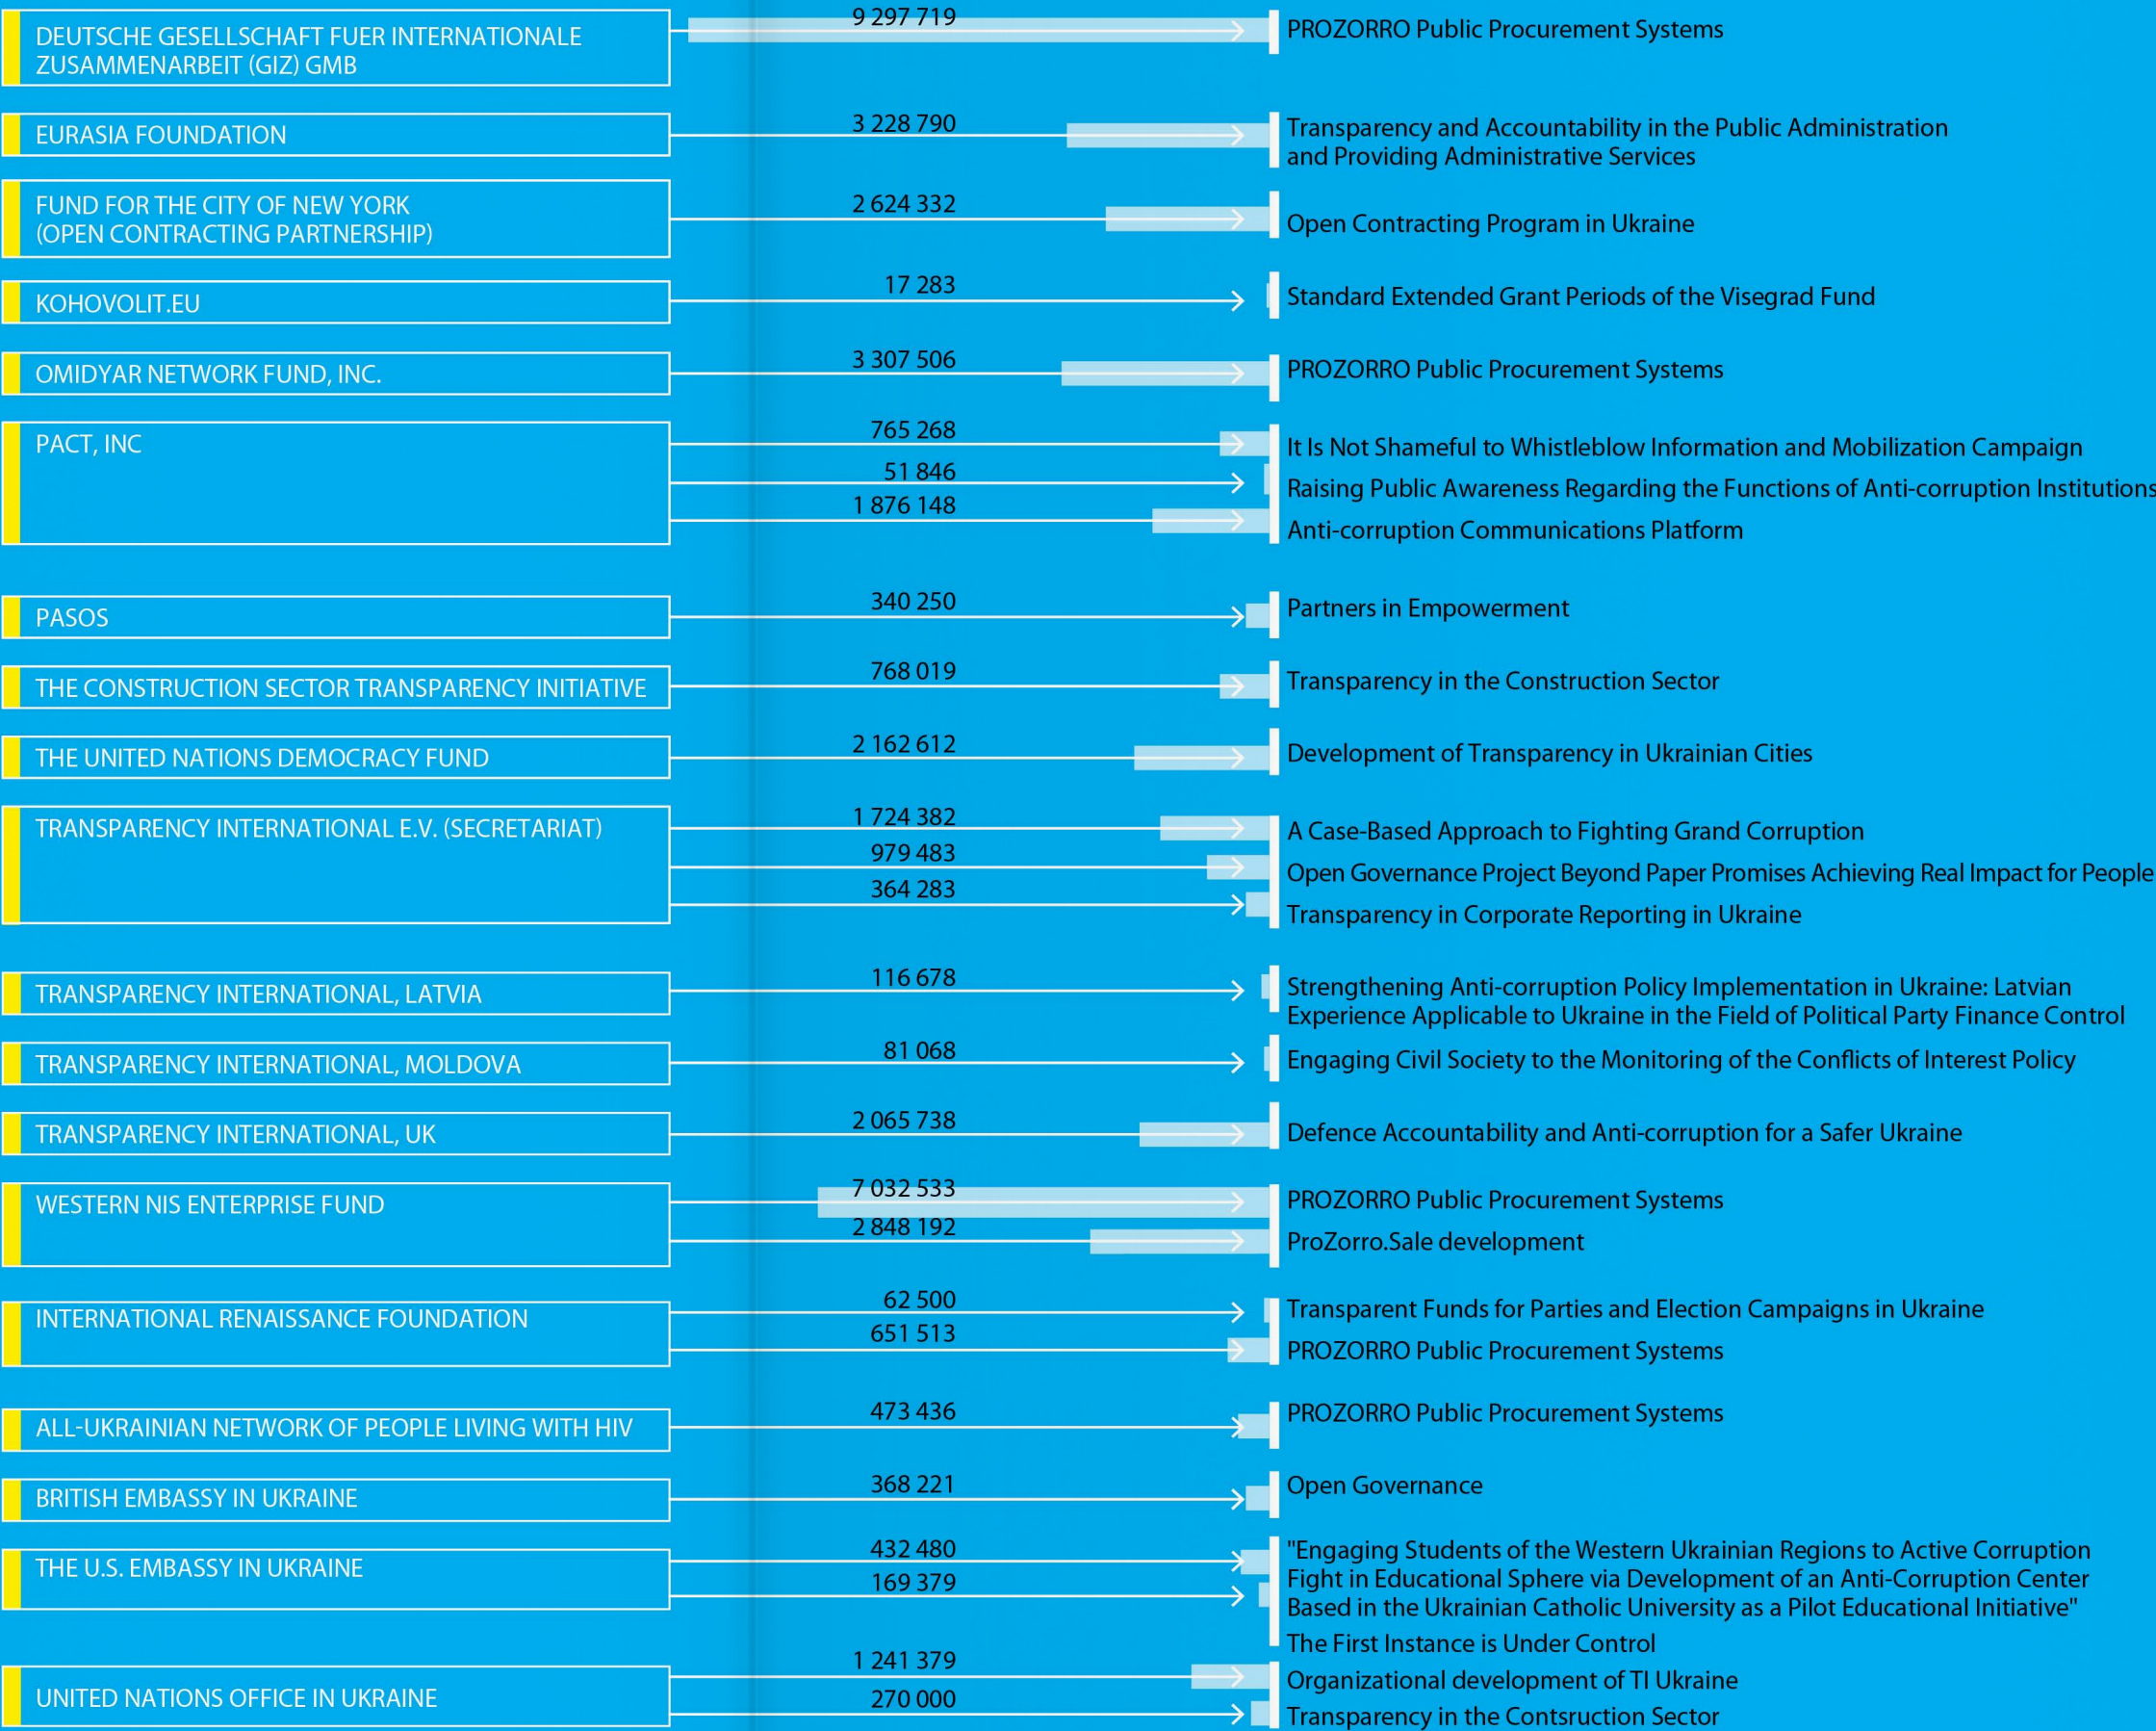 DEUTSCHE GESELLSCHAFT FUER INTERNATIONALE
ZUSAMMENARBEIT (GIZ) GMB
9 297 719
PROZORRO Public Procurement Systems
EURASIA FOUNDATION
3 228 790
Transparency and Accountability in the Public Administration
and Providing Administrative Services
FUND FOR THE CITY OF NEW YORK
(OPEN CONTRACTING PARTNERSHIP)
2 624 332
Open Contracting Program in Ukraine
KOHOVOLIT.EU
17 283
Standard Extended Grant Periods of the Visegrad Fund
OMIDYAR NETWORK FUND, INC.
3 307 506
PROZORRO Public Procurement Systems
PACT, INC
765 268
It Is Not Shameful to Whistleblow Information and Mobilization Campaign
51 846
Raising Public Awareness Regarding the Functions of Anti-corruption Institutions
1 876 148
Anti-corruption Communications Platform
PASOS
340 250
Partners in Empowerment
THE CONSTRUCTION SECTOR TRANSPARENCY INITIATIVE
768 019
Transparency in the Construction Sector
THE UNITED NATIONS DEMOCRACY FUND
2 162 612
Development of Transparency in Ukrainian Cities
TRANSPARENCY INTERNATIONAL E.V. (SECRETARIAT)
1 724 382
A Case-Based Approach to Fighting Grand Corruption
979 483
Open Governance Project Beyond Paper Promises Achieving Real Impact for People
364 283
Transparency in Corporate Reporting in Ukraine
TRANSPARENCY INTERNATIONAL, LATVIA
116 678
Strengthening Anti-corruption Policy Implementation in Ukraine: Latvian
Experience Applicable to Ukraine in the Field of Political Party Finance Control
TRANSPARENCY INTERNATIONAL, MOLDOVA
81 068
Engaging Civil Society to the Monitoring of the Conflicts of Interest Policy
TRANSPARENCY INTERNATIONAL, UK
2 065 738
Defence Accountability and Anti-corruption for a Safer Ukraine
WESTERN NIS ENTERPRISE FUND
7 032 533
PROZORRO Public Procurement Systems
2 848 192
ProZorro.Sale development
INTERNATIONAL RENAISSANCE FOUNDATION
62 500
Transparent Funds for Parties and Election Campaigns in Ukraine
651 513
PROZORRO Public Procurement Systems
ALL-UKRAINIAN NETWORK OF PEOPLE LIVING WITH HIV
473 436
PROZORRO Public Procurement Systems
BRITISH EMBASSY IN UKRAINE
368 221
Open Governance
THE U.S. EMBASSY IN UKRAINE
432 480
"Engaging Students of the Western Ukrainian Regions to Active Corruption
Fight in Educational Sphere via Development of an Anti-Corruption Center
Based in the Ukrainian Catholic University as a Pilot Educational Initiative"
169 379
The First Instance is Under Control
UNITED NATIONS OFFICE IN UKRAINE
1 241 379
Organizational development of TI Ukraine
270 000
Transparency in the Contsruction Sector